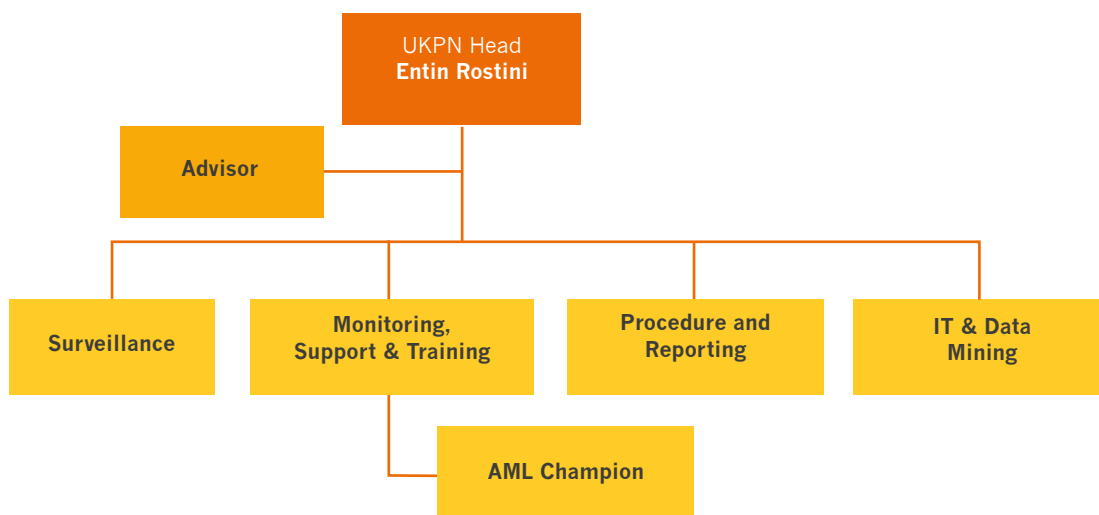 UKPN Head
Entin Rostini
Advisor
Surveillance
Monitoring,
Support & Training
Procedure and
Reporting
IT & Data
Mining
AML Champion